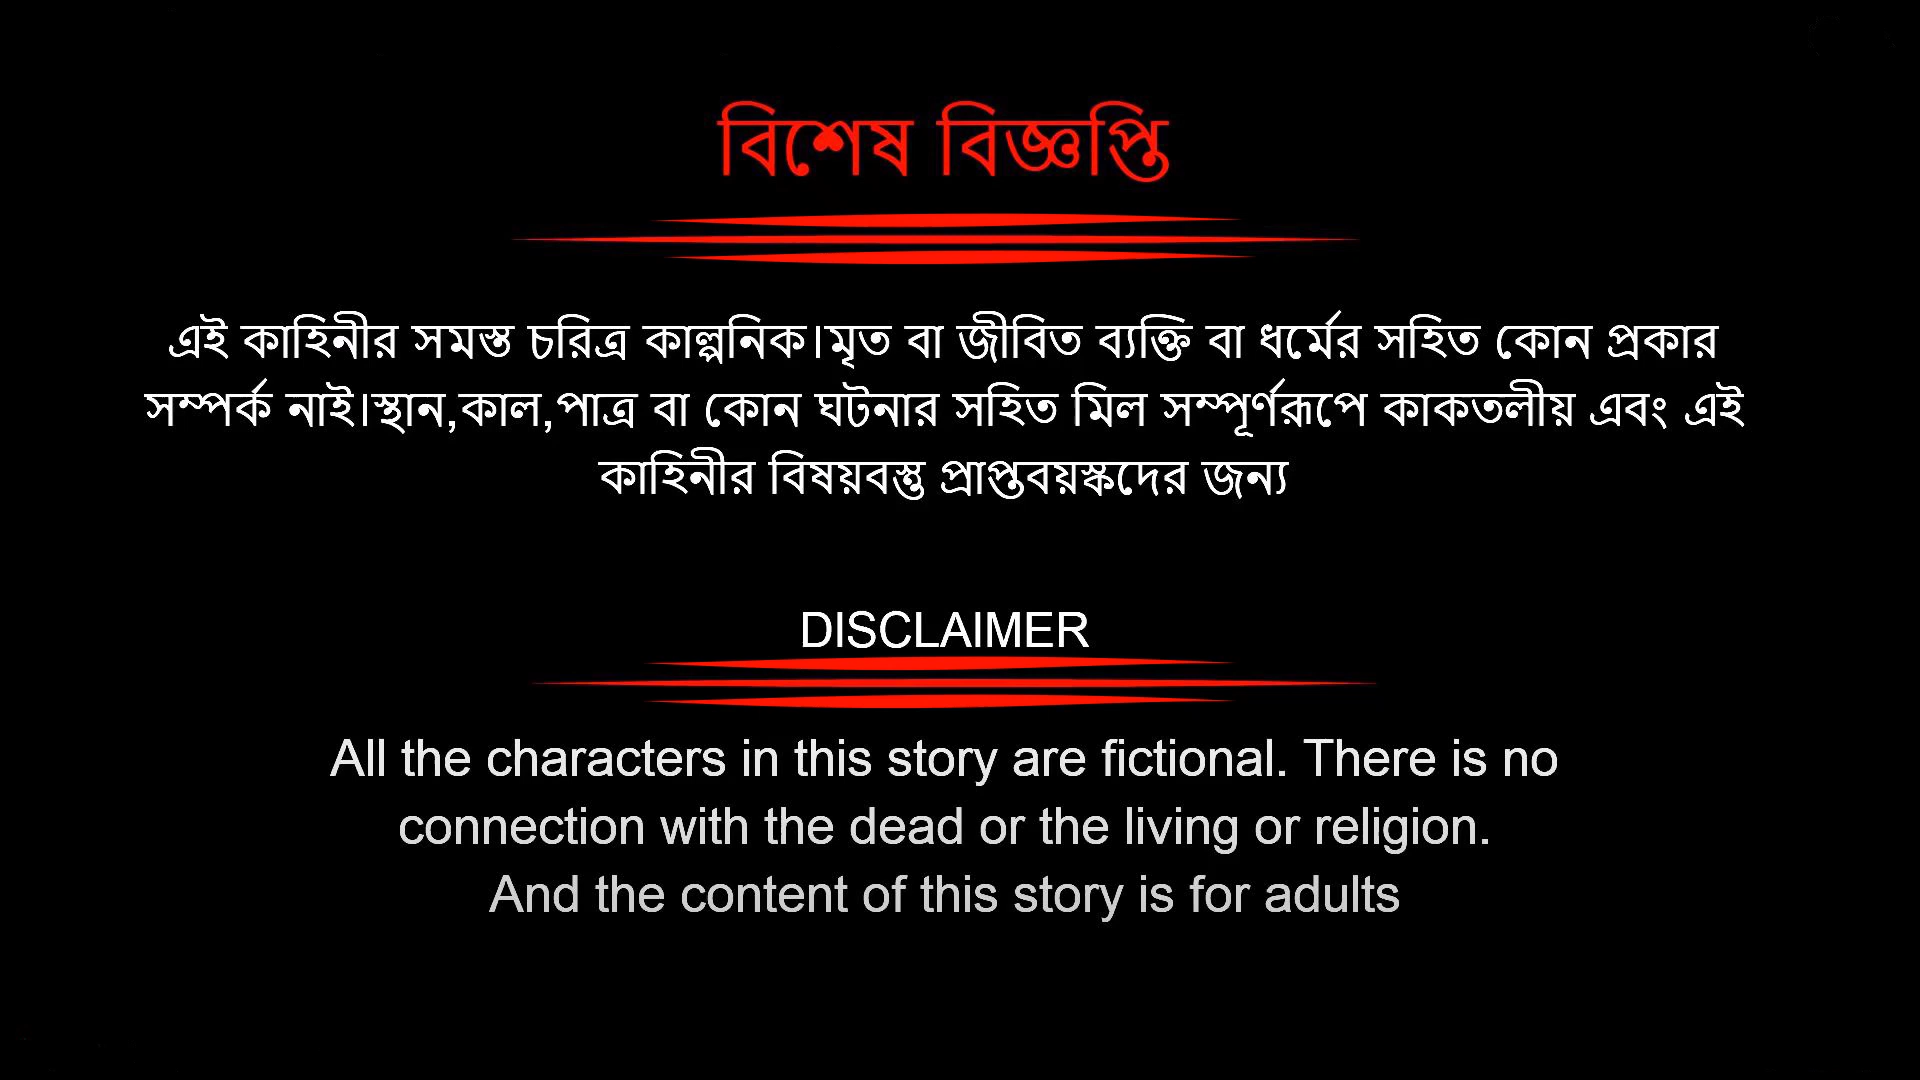 বিশেষ বিজ্ঞপ্তি
এই কাহিনীর সমস্ত চরিত্র কাল্পনিক।মৃত বা জীবিত ব্যক্তি বা ধর্মের সহিত কোন প্রকার
সম্পর্ক নাই।স্থান,কাল,পাত্র বা কোন ঘটনার সহিত মিল সম্পূর্ণরূপে কাকতলীয় এবং এই
কাহিনীর বিষয়বস্তু প্রাপ্তবয়স্কদের জন্য
DISCLAIMER
All the characters in this story are fictional. There is no
connection with the dead or the living or religion.
And the content of this story is for adults